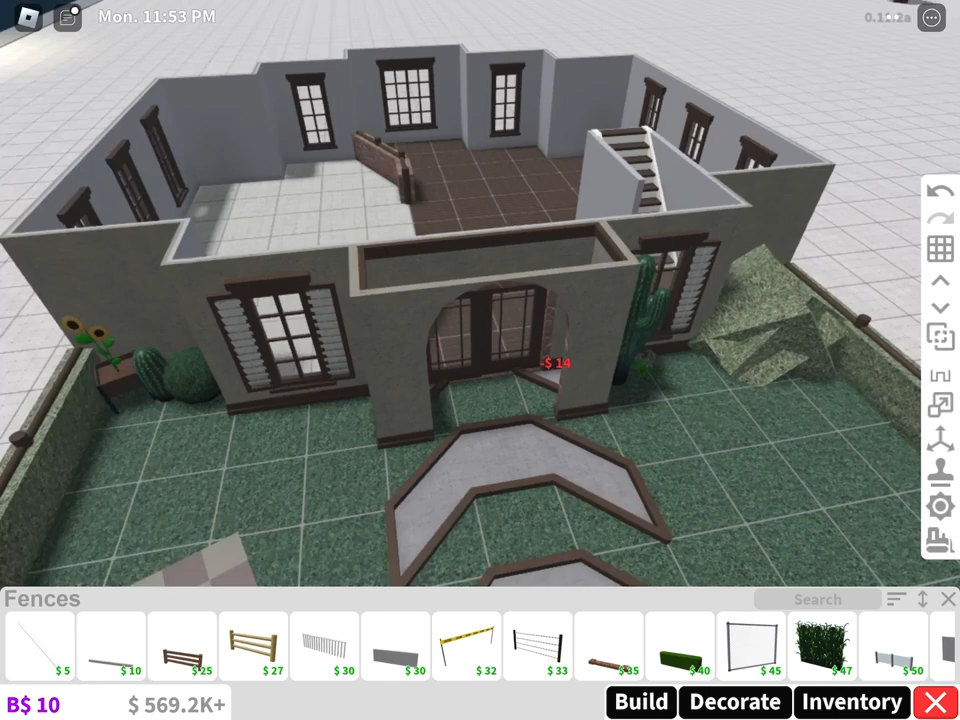 Mon. 11:53 PM
-$ 14
Fences
Search
$ 5
$ 10
$ 25
$ 27
$ 30
$ 30
$ 32
$ 33
$ 35
$ 40
$ 45
$ 47
$ 50
B$ 10
$ 569.2K+
Build
Decorate
Inventory